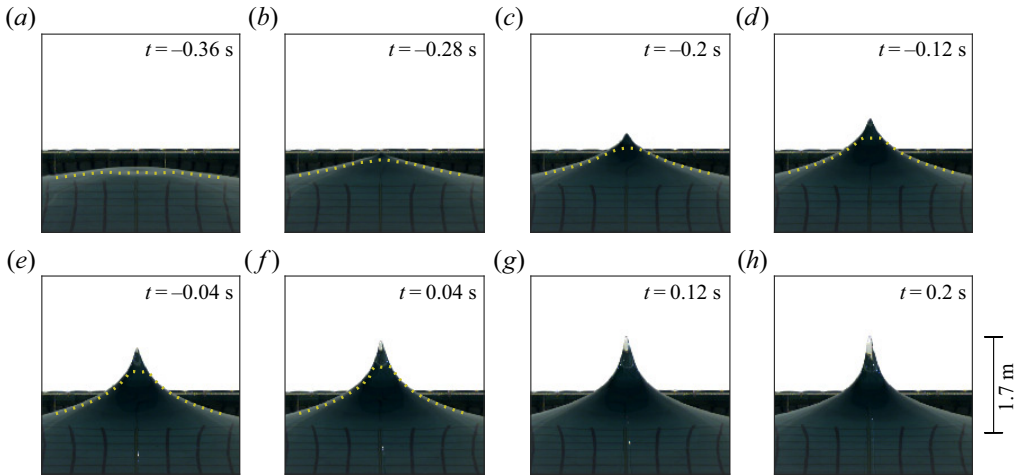 (a) (b) (c) (d)
t = –0.36 s t = –0.28 s t = –0.2 s t = –0.12 s
(e) (f) (g) (h)
t = –0.04 s t = 0.04 s t = 0.12 s t = 0.2 s
1.7 m